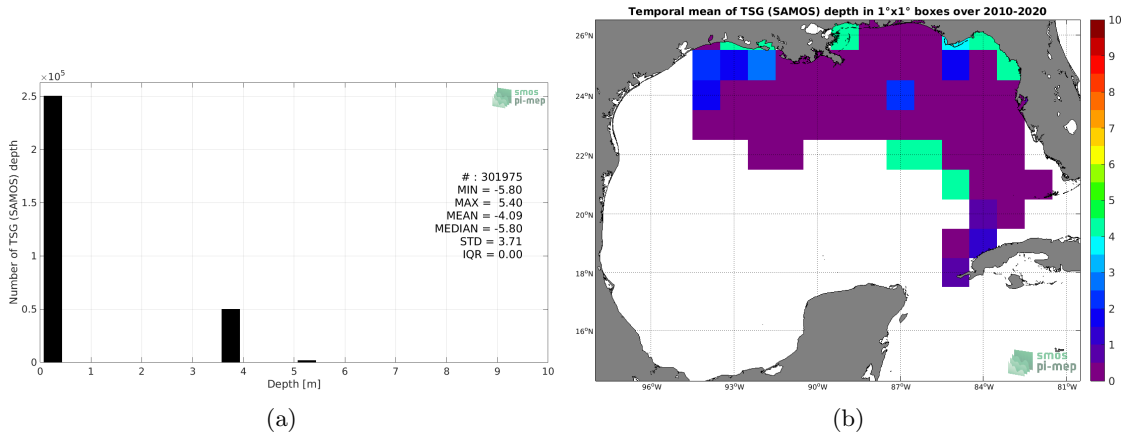 ×10⁵
2.5
2
1.5
1
0.5
0
0 1 2 3 4 5 6 7 8 9 10
Number of TSG (SAMOS) depth
Depth [m]
smos
pi-mep
# : 301975
MIN = -5.80
MAX = 5.40
MEAN = -4.09
MEDIAN = -5.80
STD = 3.71
IQR = 0.00
(a)
Temporal mean of TSG (SAMOS) depth in 1°x1° boxes over 2010-2020
26°N
24°N
22°N
20°N
18°N
16°N
96°W 93°W 90°W 87°W 84°W 81°W
10
9
8
7
6
5
4
3
2
1
0
smos
pi-mep
(b)